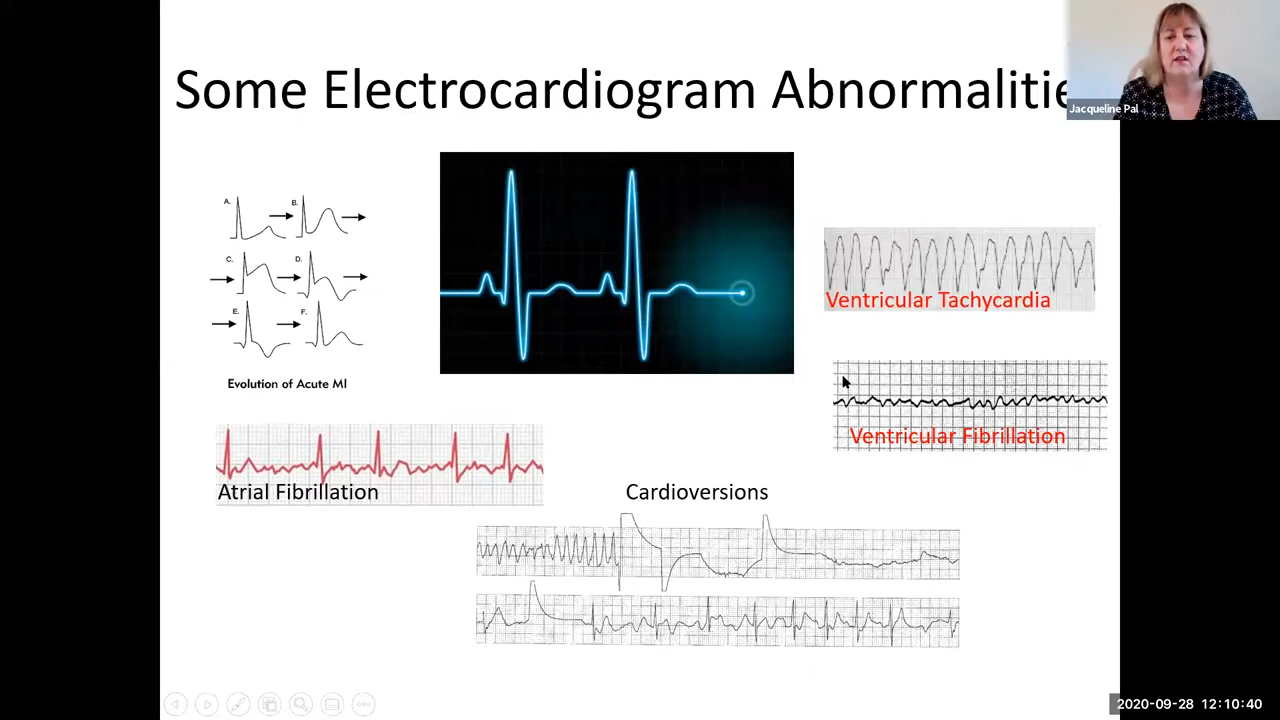 Some Electrocardiogram Abnormalitie
Jacqueline Pal
A.
B.
C.
D.
E.
F.
Evolution of Acute MI
Ventricular Tachycardia
Ventricular Fibrillation
Atrial Fibrillation
Cardioversions
2020-09-28 12:10:40